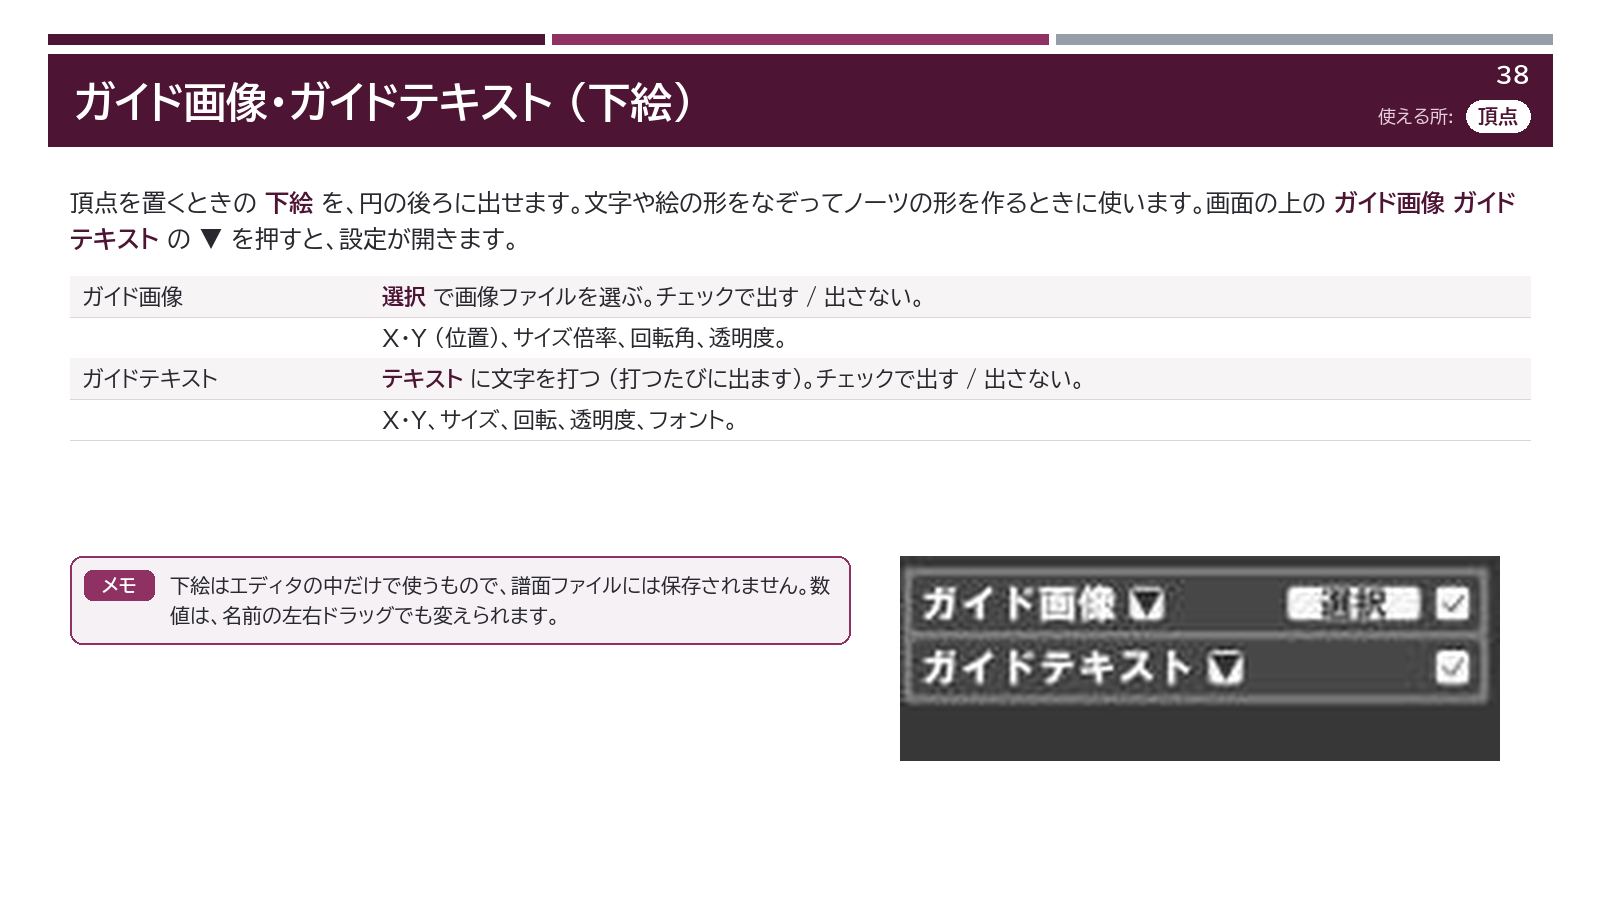 38
ガイド画像・ガイドテキスト（下絵）
使える所: 頂点
頂点を置くときの 下絵 を、円の後ろに出せます。文字や絵の形をなぞってノーツの形を作るときに使います。画面の上の ガイド画像 ガイド
テキスト の ▼ を押すと、設定が開きます。
ガイド画像 選択 で画像ファイルを選ぶ。チェックで出す / 出さない。
X・Y（位置）、サイズ倍率、回転角、透明度。
ガイドテキスト テキスト に文字を打つ（打つたびに出ます）。チェックで出す / 出さない。
X・Y、サイズ、回転、透明度、フォント。
メモ 下絵はエディタの中だけで使うもので、譜面ファイルには保存されません。数
値は、名前の左右ドラッグでも変えられます。
ガイド画像 ▼ 選択
ガイドテキスト ▼